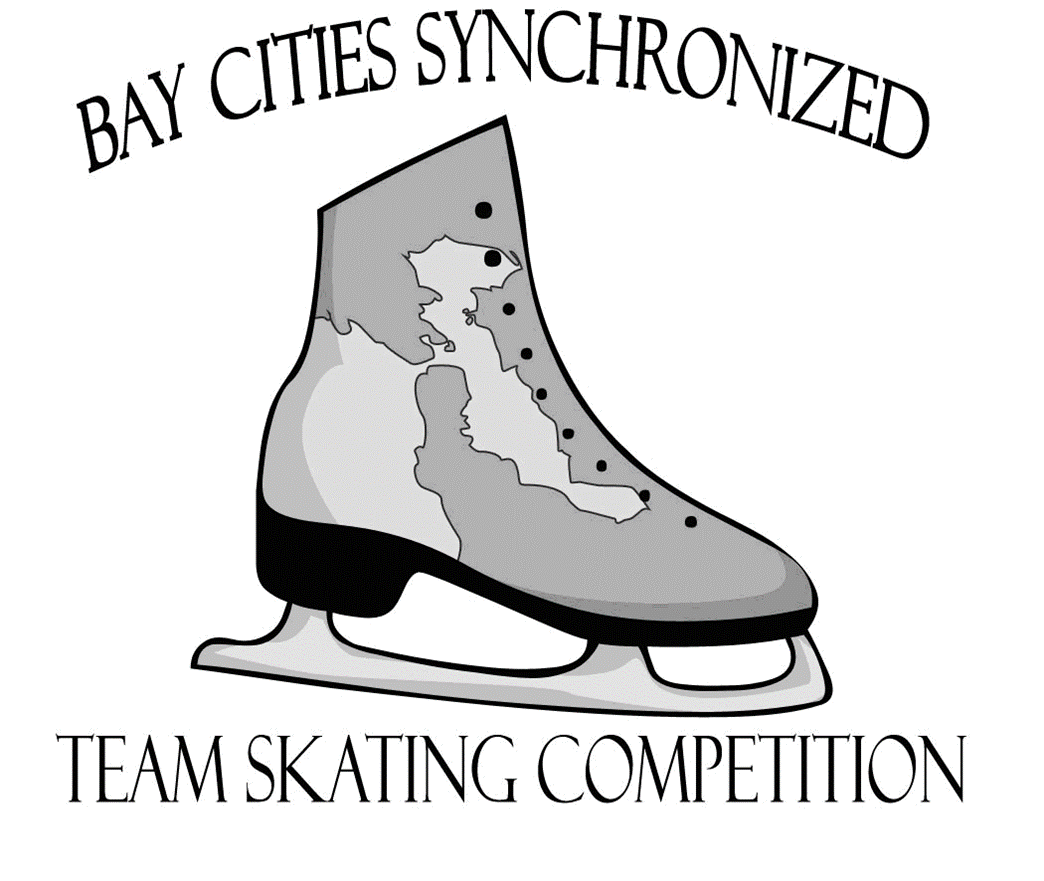 BAY CITIES SYNCHRONIZED
TEAM SKATING COMPETITION